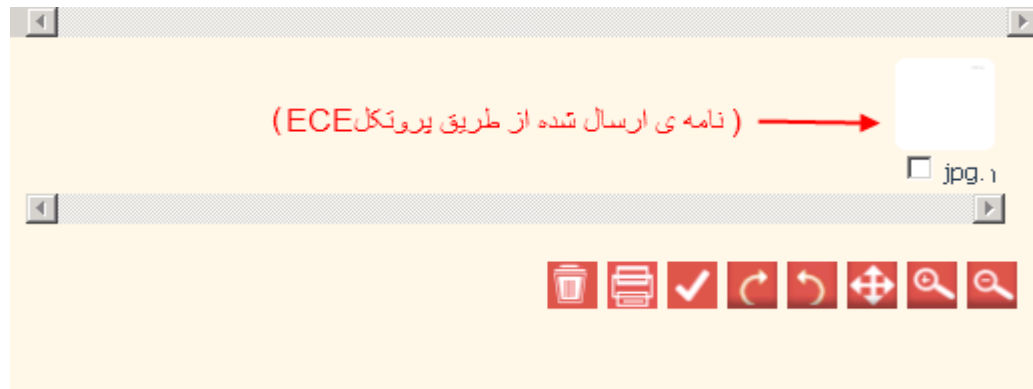 ( نامه ی ارسال شده از طریق پروتکلECE )
jpg.۱